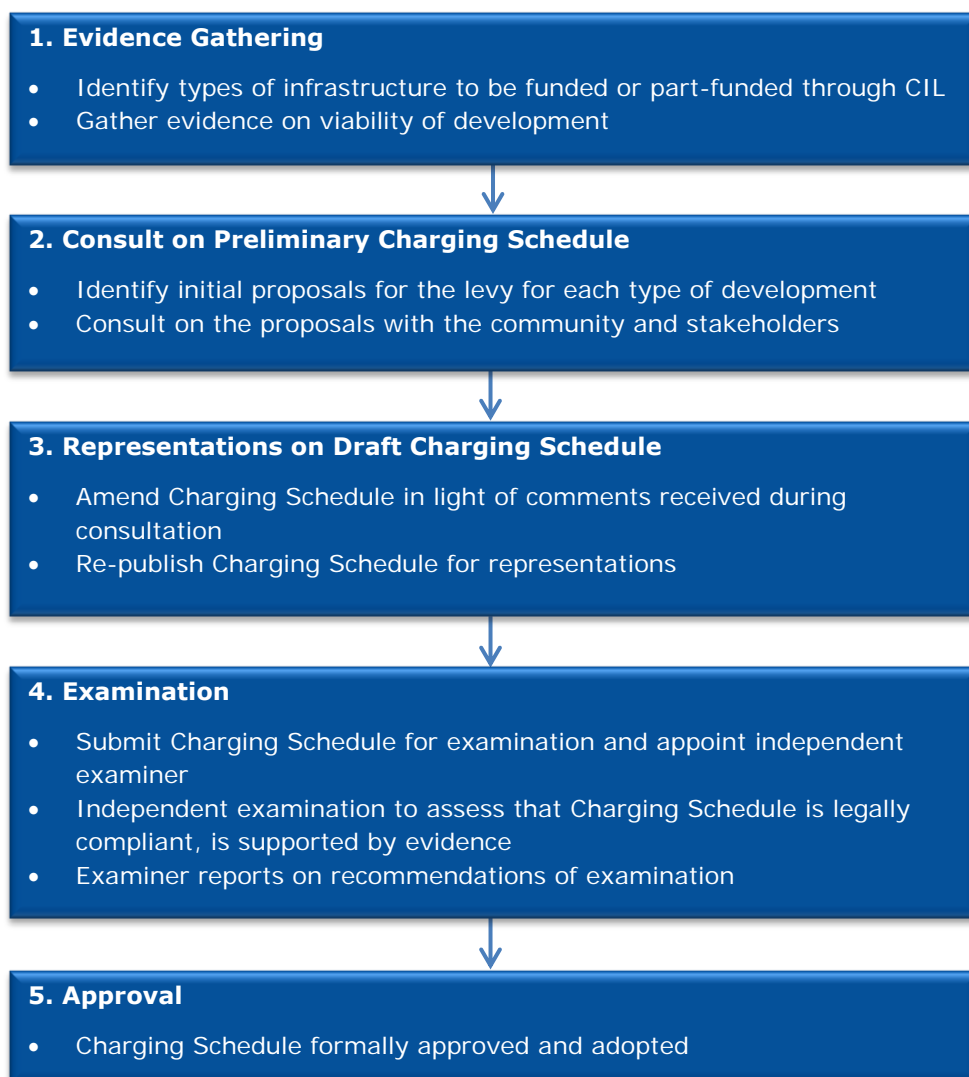 1. Evidence Gathering
• Identify types of infrastructure to be funded or part-funded through CIL
• Gather evidence on viability of development
2. Consult on Preliminary Charging Schedule
• Identify initial proposals for the levy for each type of development
• Consult on the proposals with the community and stakeholders
3. Representations on Draft Charging Schedule
• Amend Charging Schedule in light of comments received during
consultation
• Re-publish Charging Schedule for representations
4. Examination
• Submit Charging Schedule for examination and appoint independent
examiner
• Independent examination to assess that Charging Schedule is legally
compliant, is supported by evidence
• Examiner reports on recommendations of examination
5. Approval
• Charging Schedule formally approved and adopted